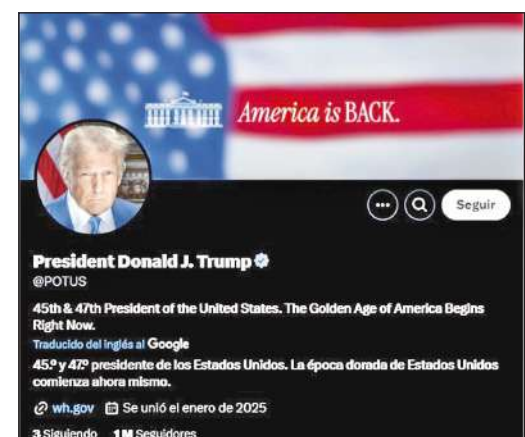 America is BACK.
Seguir
President Donald J. Trump
@POTUS
45th & 47th President of the United States. The Golden Age of America Begins
Right Now.
Traducido del inglés al Google
45.º y 47.º presidente de los Estados Unidos. La época dorada de Estados Unidos
comienza ahora mismo.
wh.gov Se unió el enero de 2025
3 Siguiendo 1 M Seguidores